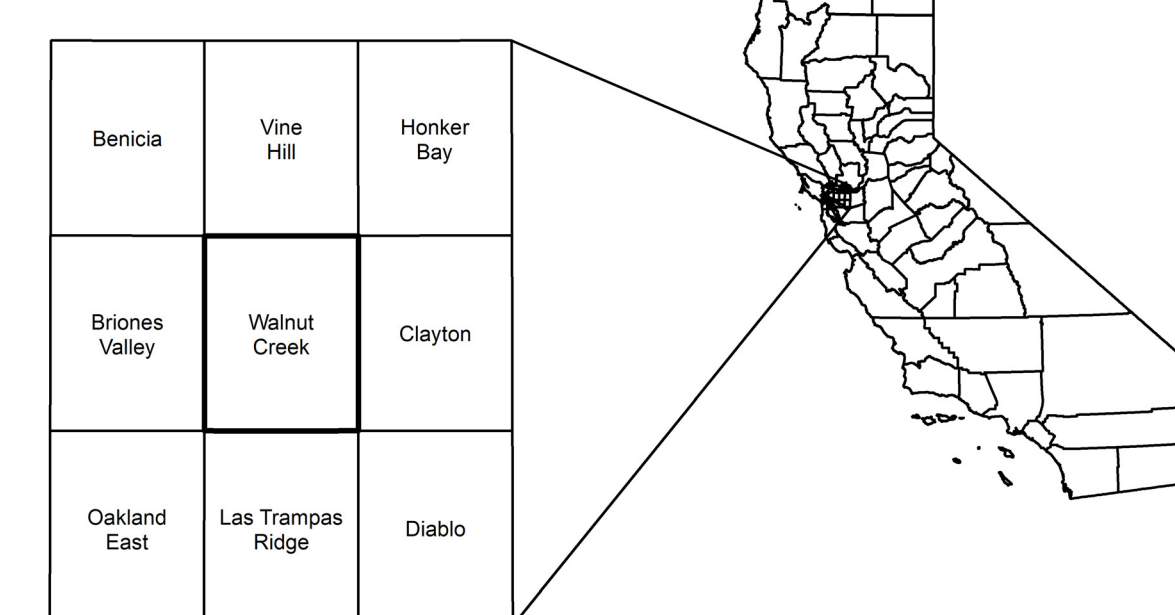 Benicia
Vine
Hill
Honker
Bay
Briones
Valley
Walnut
Creek
Clayton
Oakland
East
Las Trampas
Ridge
Diablo